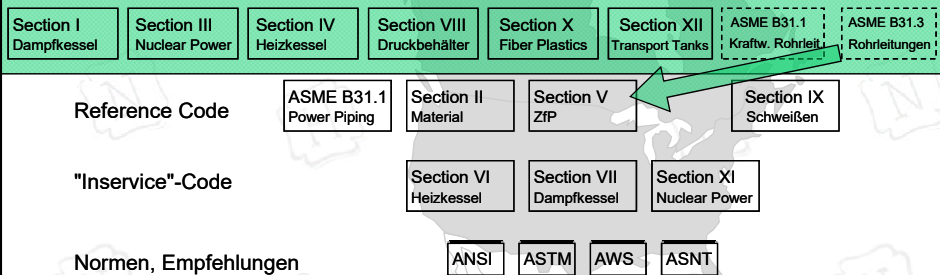 Section I
Dampfkessel
Section III
Nuclear Power
Section IV
Heizkessel
Section VIII
Druckbehälter
Section X
Fiber Plastics
Section XII
Transport Tanks
ASME B31.1
Kraftw. Rohrleit
ASME B31.3
Rohrleitungen
Reference Code
ASME B31.1
Power Piping
Section II
Material
Section V
ZfP
Section IX
Schweißen
"Inservice"-Code
Section VI
Heizkessel
Section VII
Dampfkessel
Section XI
Nuclear Power
Normen, Empfehlungen
ANSI
ASTM
AWS
ASNT